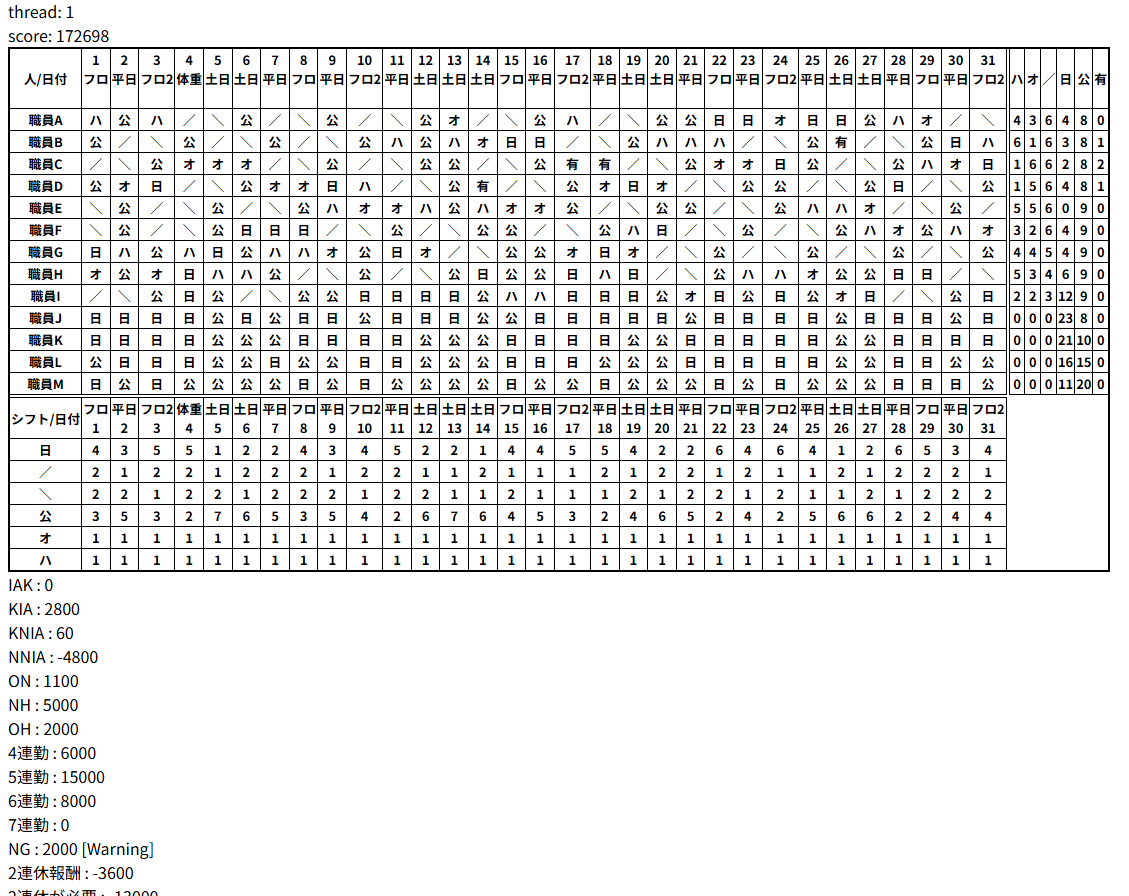 thread: 1
score: 172698
人/日付 1 2 3 4 5 6 7 8 9 10 11 12 13 14 15 16 17 18 19 20 21 22 23 24 25 26 27 28 29 30 31 ハ オ ／ 日 公 有
フロ 平日 フロ2 体重 土日 土日 平日 フロ 平日 フロ2 平日 土日 土日 土日 フロ 平日 フロ2 平日 土日 土日 平日 フロ 平日 フロ2 平日 土日 土日 平日 フロ 平日 フロ2
職員A ハ 公 ハ ／ ＼ 公 ／ ＼ 公 ／ ＼ 公 オ ／ ＼ 公 ハ ／ ＼ 公 公 日 日 オ 日 日 公 ハ オ ／ ＼ 4 3 6 4 8 0
職員B 公 ／ ＼ 公 ／ ＼ 公 ／ ＼ 公 ハ 公 ハ オ 日 日 ／ ＼ 公 ハ ハ ハ ／ ＼ 公 有 ／ ＼ 公 日 ハ 6 1 6 3 8 1
職員C ／ ＼ 公 オ オ オ ／ ＼ 公 ／ ＼ 公 公 ／ ＼ 公 有 有 ／ ＼ 公 オ オ 日 公 ／ ＼ 公 ハ オ 日 1 6 6 2 8 2
職員D 公 オ 日 ／ ＼ 公 オ オ 日 ハ ／ ＼ 公 有 ／ ＼ 公 オ 日 オ ／ ＼ 公 公 ／ ＼ 公 日 ／ ＼ 公 1 5 6 4 8 1
職員E ＼ 公 ／ ＼ 公 ／ ＼ 公 ハ オ オ ハ 公 ハ オ オ 公 ／ ＼ 公 公 ／ ＼ 公 ハ ハ オ ／ ＼ 公 ／ 5 5 6 0 9 0
職員F ＼ 公 ／ ＼ 公 日 日 日 ／ ＼ 公 ／ ＼ 公 公 ／ ＼ 公 ハ 日 ／ ＼ 公 ／ ＼ 公 ハ オ 公 ハ オ 3 2 6 4 9 0
職員G 日 ハ 公 ハ 日 公 ハ ハ オ 公 日 オ ／ ＼ 公 公 オ 日 オ ／ ＼ 公 ／ ＼ 公 ／ ＼ 公 ／ ＼ 公 4 4 5 4 9 0
職員H オ 公 オ 日 ハ ハ 公 ／ ＼ 公 ／ ＼ 公 日 公 公 日 ハ 日 ／ ＼ 公 ハ ハ オ 公 公 日 日 ／ ＼ 5 3 4 6 9 0
職員I ／ ＼ 公 日 公 ／ ＼ 公 公 日 日 日 日 公 ハ ハ 日 日 日 公 オ 日 公 日 公 オ 日 ／ ＼ 公 日 2 2 3 12 9 0
職員J 日 日 日 日 公 日 公 日 日 公 日 日 日 公 公 日 日 日 日 日 公 日 日 日 日 公 日 日 日 公 日 0 0 0 23 8 0
職員K 日 日 日 日 公 公 公 日 日 日 日 公 公 公 日 日 日 日 公 公 日 日 日 日 日 公 公 日 日 日 日 0 0 0 21 10 0
職員L 公 日 日 日 公 公 日 公 公 日 日 公 公 公 日 日 日 日 公 公 公 日 日 日 日 公 公 日 日 公 公 0 0 0 16 15 0
職員M 日 公 日 公 公 公 公 日 公 日 公 公 公 公 日 公 公 日 公 公 公 日 公 日 公 公 公 日 日 日 公 0 0 0 11 20 0
シフト/日付 フロ 平日 フロ2 体重 土日 土日 平日 フロ 平日 フロ2 平日 土日 土日 土日 フロ 平日 フロ2 平日 土日 土日 平日 フロ 平日 フロ2 平日 土日 土日 平日 フロ 平日 フロ2
1 2 3 4 5 6 7 8 9 10 11 12 13 14 15 16 17 18 19 20 21 22 23 24 25 26 27 28 29 30 31
日 4 3 5 5 1 2 2 4 3 4 5 2 2 1 4 4 5 5 4 2 2 6 4 6 4 1 2 6 5 3 4
／ 2 1 2 2 1 2 2 2 1 2 2 1 1 2 1 1 1 2 1 2 2 1 2 1 1 2 1 2 2 2 1
＼ 2 2 1 2 2 1 2 2 2 1 2 2 1 1 2 1 1 1 2 1 2 2 1 2 1 1 2 1 2 2 2
公 3 5 3 2 7 6 5 3 5 4 2 6 7 6 4 5 3 2 4 6 5 2 4 2 5 6 6 2 2 4 4
オ 1 1 1 1 1 1 1 1 1 1 1 1 1 1 1 1 1 1 1 1 1 1 1 1 1 1 1 1 1 1 1
ハ 1 1 1 1 1 1 1 1 1 1 1 1 1 1 1 1 1 1 1 1 1 1 1 1 1 1 1 1 1 1 1
IAK : 0
KIA : 2800
KNIA : 60
NNIA : -4800
ON : 1100
NH : 5000
OH : 2000
4連勤 : 6000
5連勤 : 15000
6連勤 : 8000
7連勤 : 0
NG : 2000 [Warning]
2連休報酬 : -3600